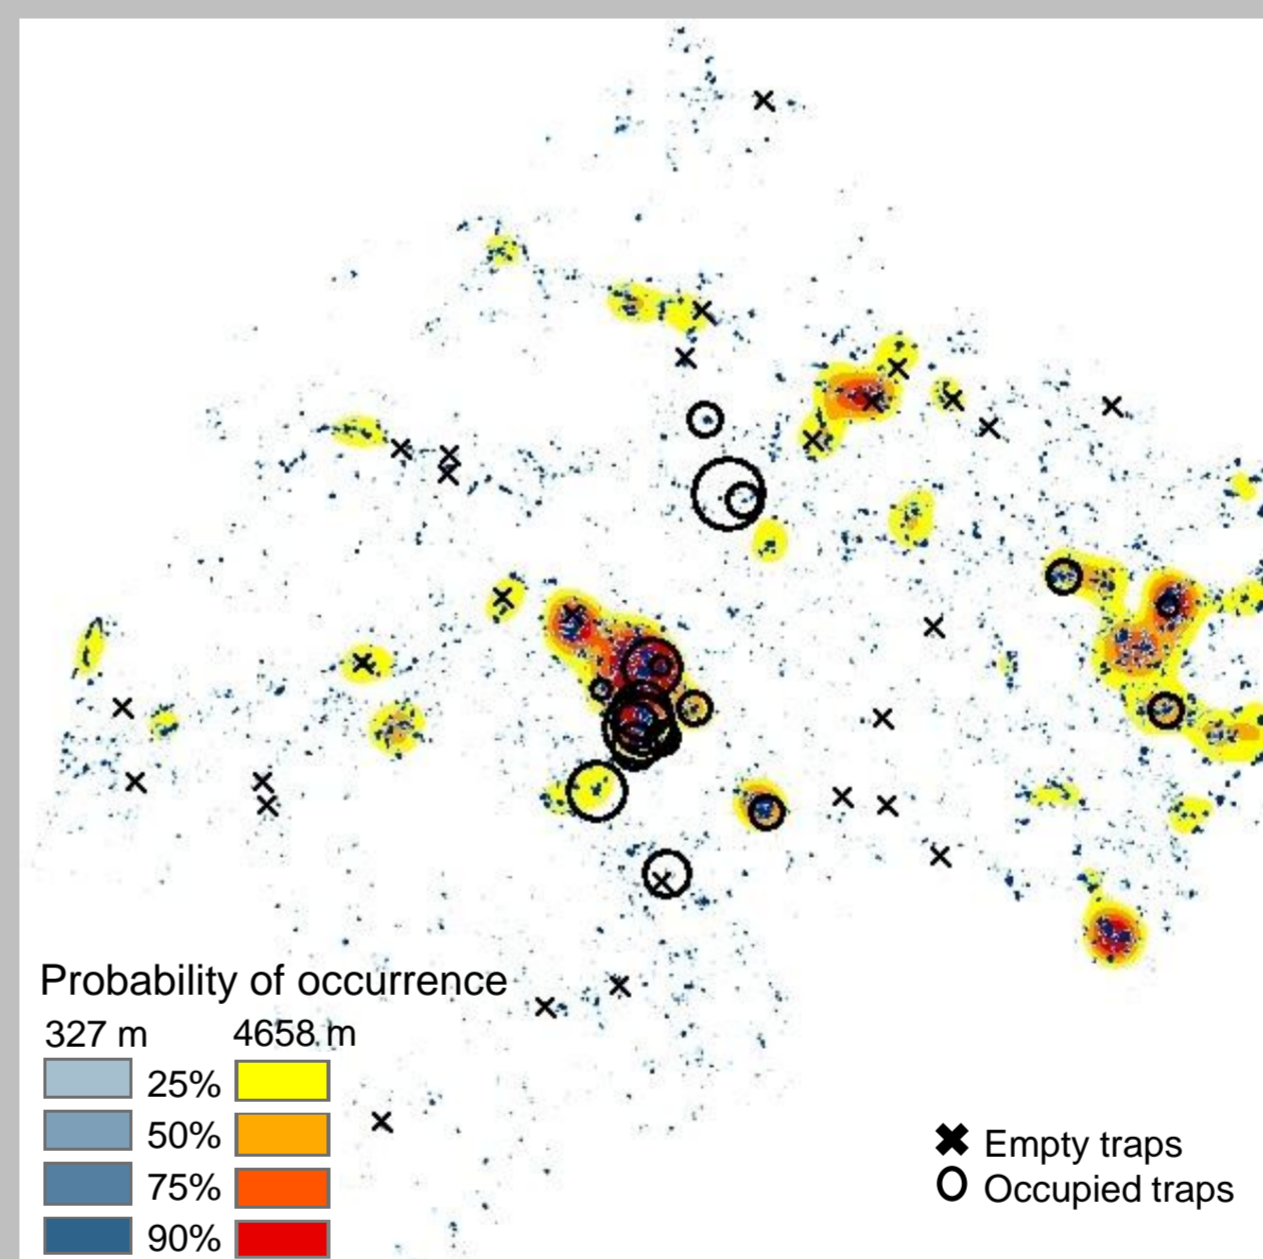 Probability of occurrence
327 m 4658 m
25%
50%
75%
90%
Empty traps
Occupied traps